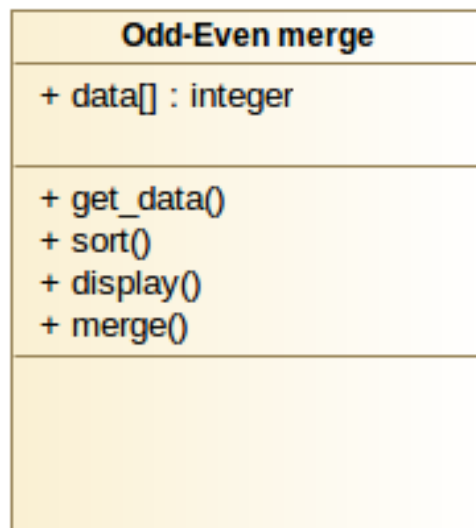 Odd-Even merge
+ data[] : integer
+ get_data()
+ sort()
+ display()
+ merge()